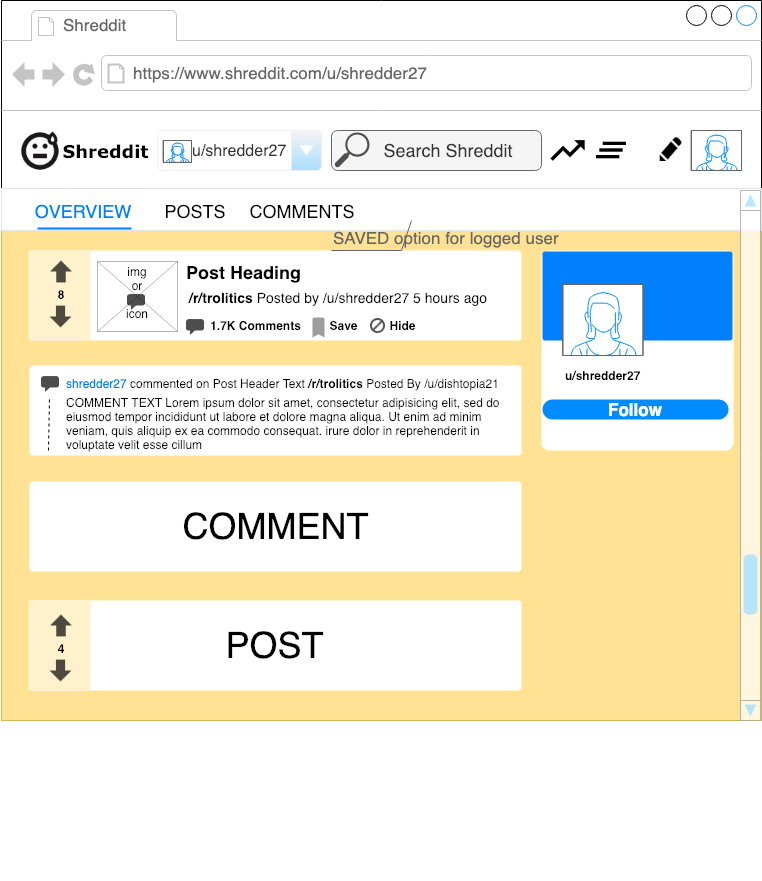 Shreddit
https://www.shreddit.com/u/shredder27
Shreddit
u/shredder27
Search Shreddit
OVERVIEW POSTS COMMENTS
SAVED option for logged user
img
or
icon
8
Post Heading
/r/trolitics Posted by /u/shredder27 5 hours ago
1.7K Comments Save Hide
u/shredder27
Follow
shredder27 commented on Post Header Text /r/trolitics Posted By /u/dishtopia21
COMMENT TEXT Lorem ipsum dolor sit amet, consectetur adipisicing elit, sed do
eiusmod tempor incididunt ut labore et dolore magna aliqua. Ut enim ad minim
veniam, quis aliquip ex ea commodo consequat. irure dolor in reprehenderit in
voluptate velit esse cillum
COMMENT
4
POST